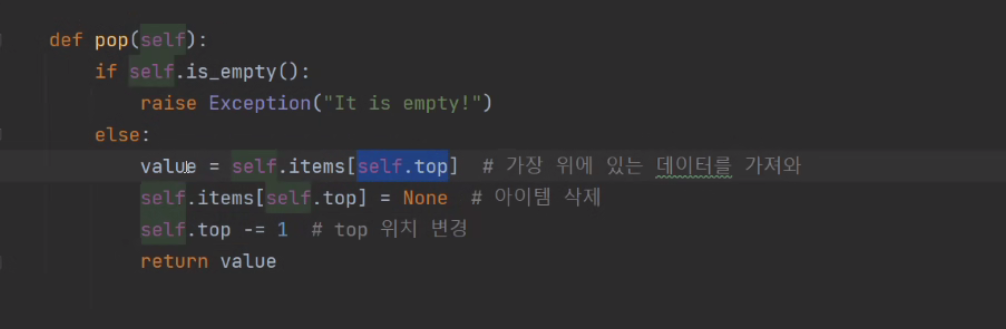 def pop(self):
    if self.is_empty():
        raise Exception("It is empty!")
    else:
        value = self.items[self.top]  # 가장 위에 있는 데이터를 가져와
        self.items[self.top] = None  # 아이템 삭제
        self.top -= 1  # top 위치 변경
        return value